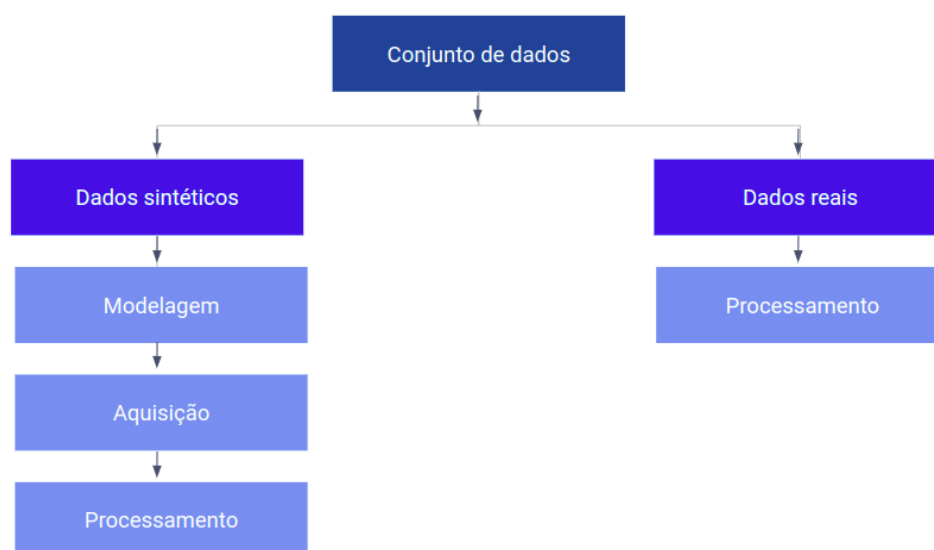 Conjunto de dados
Dados sintéticos
Dados reais
Modelagem
Processamento
Aquisição
Processamento